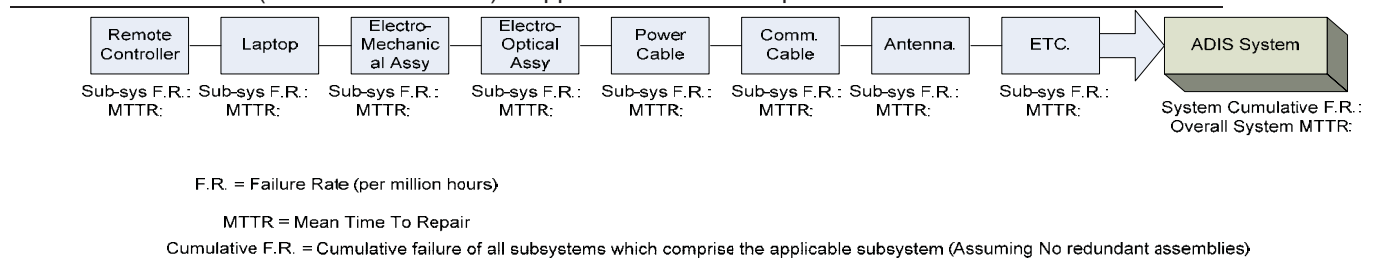 Remote
Controller
Laptop
Electro-
Mechanic
al Assy
Electro-
Optical
Assy
Power
Cable
Comm.
Cable
Antenna.
ETC.
ADIS System
Sub-sys F.R.:
MTTR:
Sub-sys F.R.:
MTTR:
Sub-sys F.R.:
MTTR:
Sub-sys F.R.:
MTTR:
Sub-sys F.R.:
MTTR:
Sub-sys F.R.:
MTTR:
Sub-sys F.R.:
MTTR:
Sub-sys F.R.:
MTTR:
System Cumulative F.R.:
Overall System MTTR:
F.R. = Failure Rate (per million hours)
MTTR = Mean Time To Repair
Cumulative F.R. = Cumulative failure of all subsystems which comprise the applicable subsystem (Assuming No redundant assemblies)